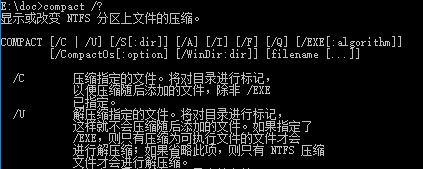 E:\doc>compact /?
显示或改变 NTFS 分区上文件的压缩。
COMPACT [/C | /U] [/S[:dir]] [/A] [/I] [/F] [/Q] [/EXE[:algorithm]]
[/CompactOs[:option] [/WinDir:dir]] [filename [...]]
/C 压缩指定的文件。将对目录进行标记，
以便压缩随后添加的文件，除非 /EXE
已指定。
/U 解压缩指定的文件。将对目录进行标记，
这样就不会压缩随后添加的文件。如果指定了
/EXE，则只有压缩为可执行文件的文件才会
进行解压缩；如果省略此项，则只有 NTFS 压缩
文件才会进行解压缩。